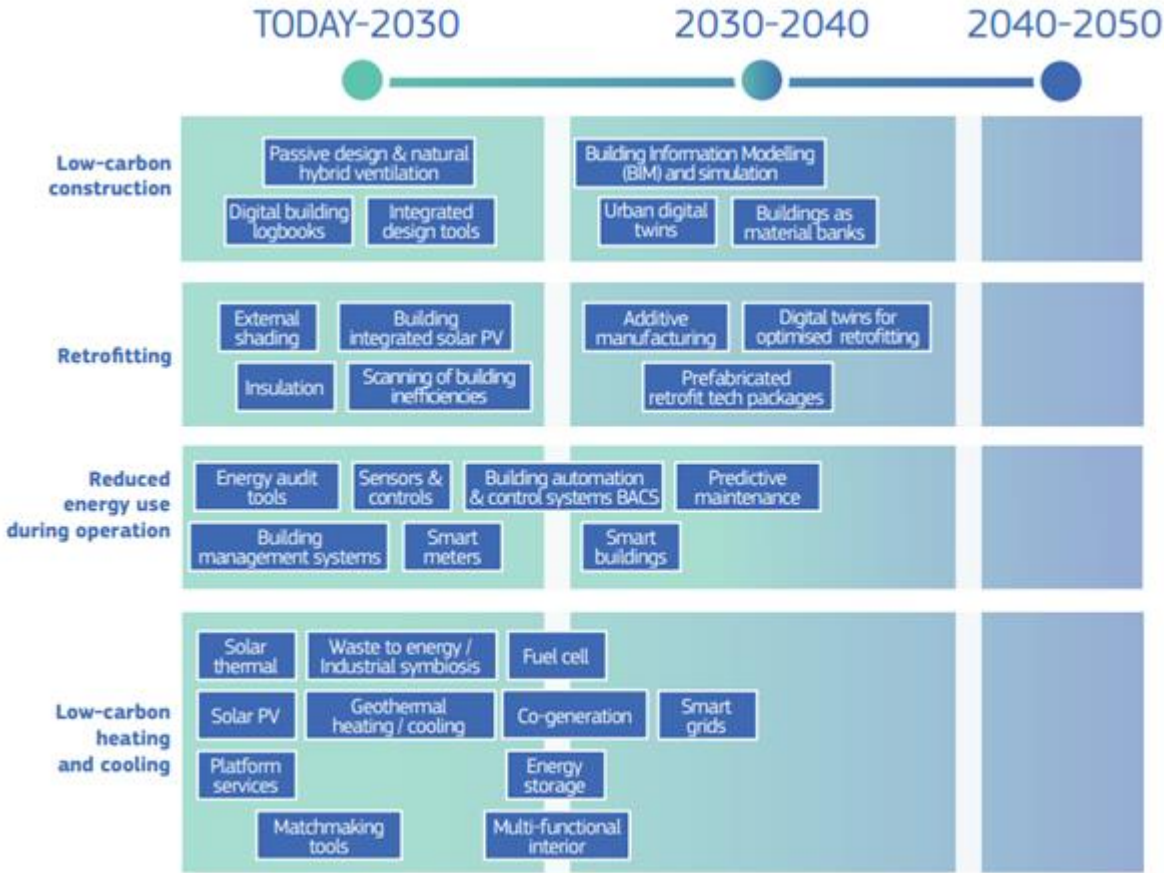 TODAY-2030
2030-2040
2040-2050
Low-carbon
construction
Passive design & natural
hybrid ventilation
Building Information Modelling
(BIM) and simulation
Digital building
logbooks
Integrated
design tools
Urban digital
twins
Buildings as
material banks
Retrofitting
External
shading
Building
integrated solar PV
Additive
manufacturing
Digital twins for
optimised retrofitting
Insulation
Scanning of building
inefficiencies
Prefabricated
retrofit tech packages
Reduced
energy use
during operation
Energy audit
tools
Sensors &
controls
Building automation
& control systems BACS
Predictive
maintenance
Building
management systems
Smart
meters
Smart
buildings
Low-carbon
heating
and cooling
Solar
thermal
Waste to energy /
Industrial symbiosis
Fuel cell
Solar PV
Geothermal
heating / cooling
Co-generation
Smart
grids
Platform
services
Energy
storage
Matchmaking
tools
Multi-functional
interior